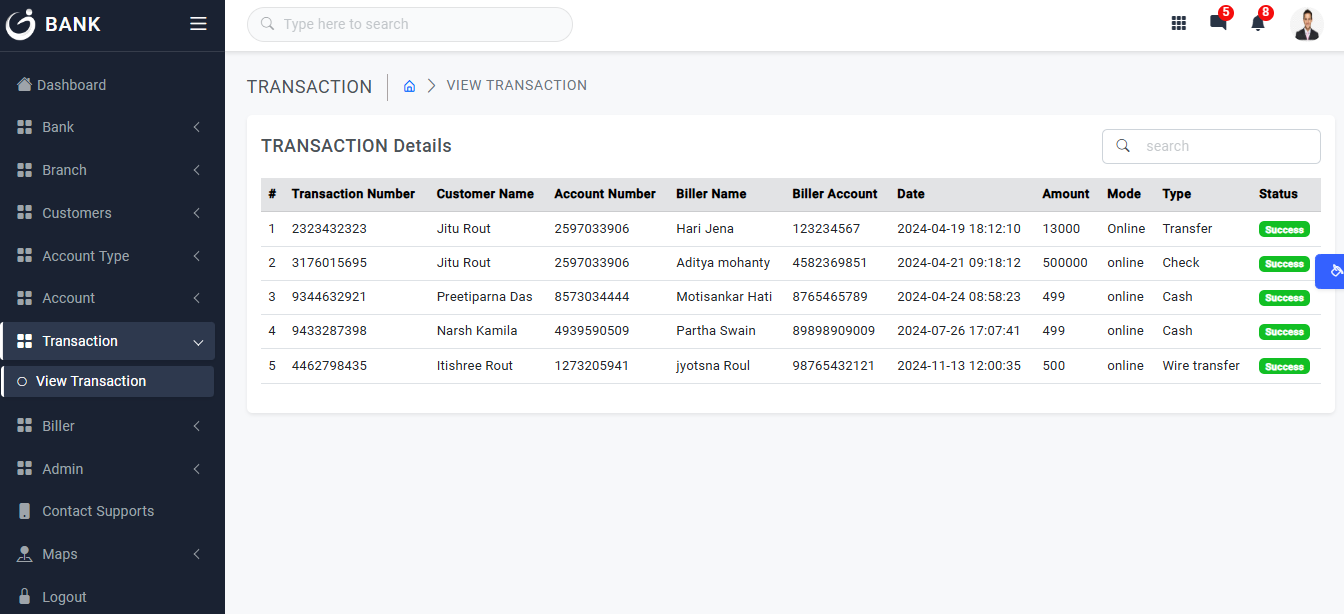 BANK
Type here to search
5
8
Dashboard
Bank
Branch
Customers
Account Type
Account
Transaction
View Transaction
Biller
Admin
Contact Supports
Maps
Logout
TRANSACTION
VIEW TRANSACTION
TRANSACTION Details
search
# Transaction Number Customer Name Account Number Biller Name Biller Account Date Amount Mode Type Status
1 2323432323 Jitu Rout 2597033906 Hari Jena 123234567 2024-04-19 18:12:10 13000 Online Transfer Success
2 3176015695 Jitu Rout 2597033906 Aditya mohanty 4582369851 2024-04-21 09:18:12 500000 online Check Success
3 9344632921 Preetiparna Das 8573034444 Motisankar Hati 8765465789 2024-04-24 08:58:23 499 online Cash Success
4 9433287398 Narsh Kamila 4939590509 Partha Swain 89898909009 2024-07-26 17:07:41 499 online Cash Success
5 4462798435 Itishree Rout 1273205941 jyotsna Roul 98765432121 2024-11-13 12:00:35 500 online Wire transfer Success